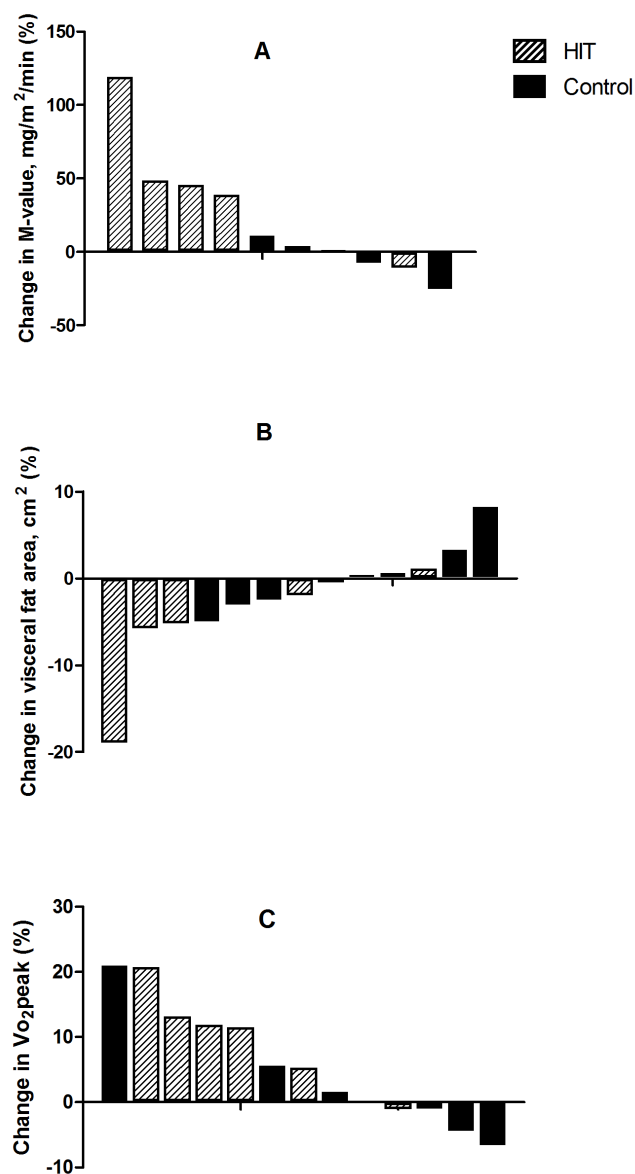 A
HIT
Control
Change in M-value, mg/m²/min (%)
150
100
50
0
-50
B
Change in visceral fat area, cm² (%)
10
0
-10
-20
C
Change in Vo₂peak (%)
30
20
10
0
-10